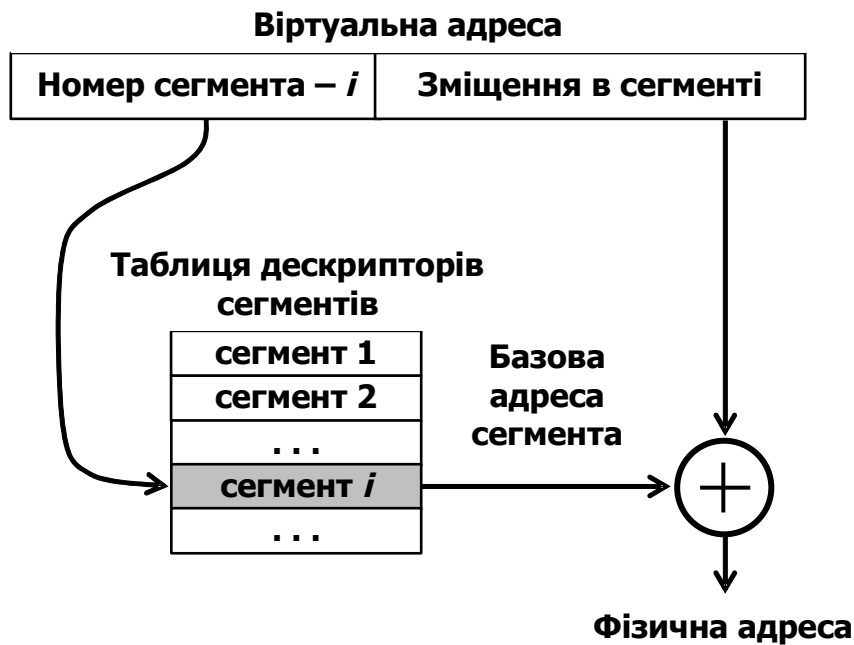 Віртуальна адреса
Номер сегмента – i
Зміщення в сегменті
Таблиця дескрипторів
сегментів
сегмент 1
сегмент 2
. . .
сегмент i
. . .
Базова
адреса
сегмента
Фізична адреса